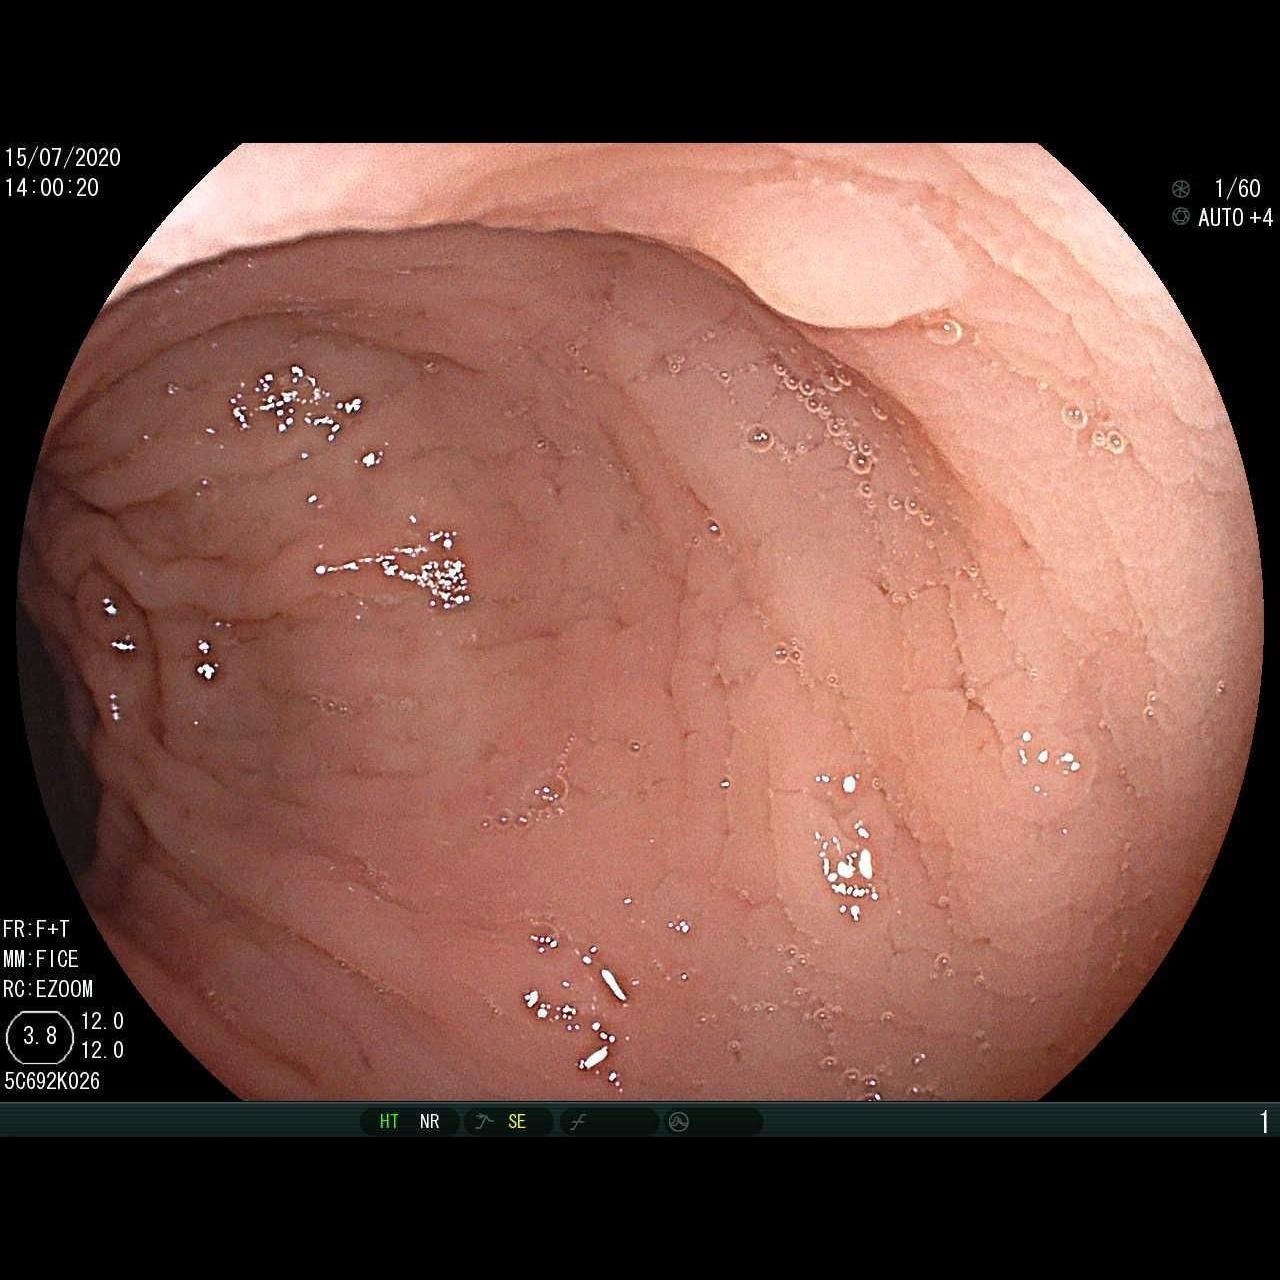 15/07/2020
14:00:20
1/60
AUTO +4
FR:F+T
MM:FICE
RC:EZOOM
3.8
12.0
12.0
5C692K026
HT NR SE
1